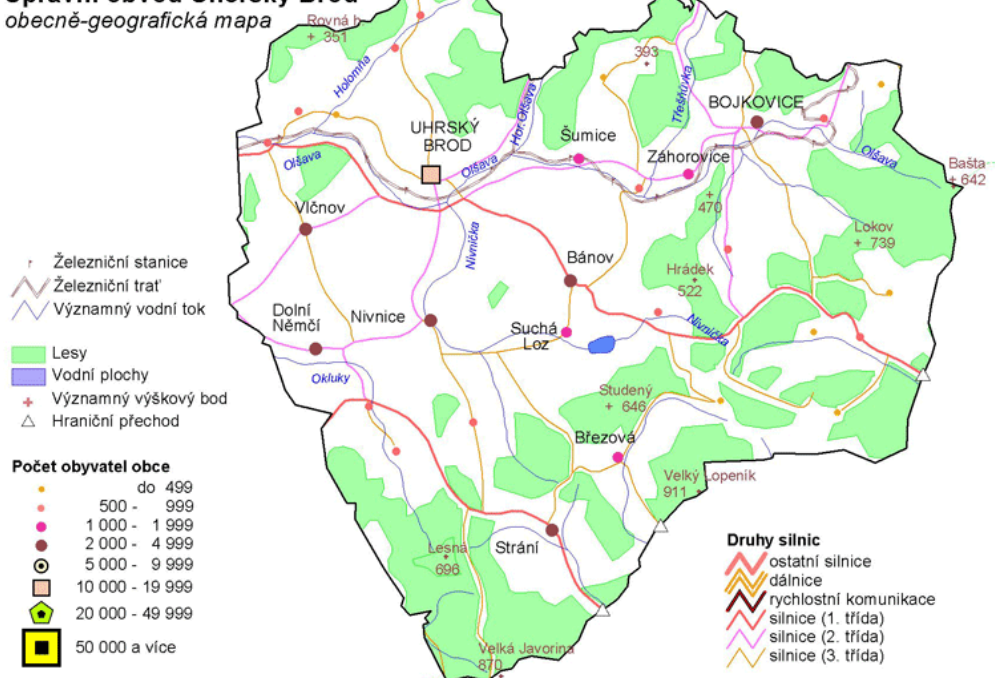 Správní obvod Uherský Brod
obecně-geografická mapa
Rovná h.
351
Holomňa
393
Třešňůvka
BOJKOVICE
UHRSKÝ
BROD
Hor.Olšava
Šumice
Olšava
Olšava
Záhorovice
Olšava
Bašta
642
470
Vlčnov
Lokov
739
Nivnička
Bánov
Hrádek
522
Železniční stanice
Železniční trať
Významný vodní tok
Dolní
Němčí
Nivnice
Suchá
Loz
Nivnička
Lesy
Vodní plochy
Významný výškový bod
Hraniční přechod
Okluky
Studený
646
Březová
Velký Lopeník
911
Počet obyvatel obce
do 499
500 - 999
1 000 - 1 999
2 000 - 4 999
5 000 - 9 999
10 000 - 19 999
20 000 - 49 999
50 000 a více
Lesná
696
Strání
Velká Javorina
870
Druhy silnic
ostatní silnice
dálnice
rychlostní komunikace
silnice (1. třída)
silnice (2. třída)
silnice (3. třída)